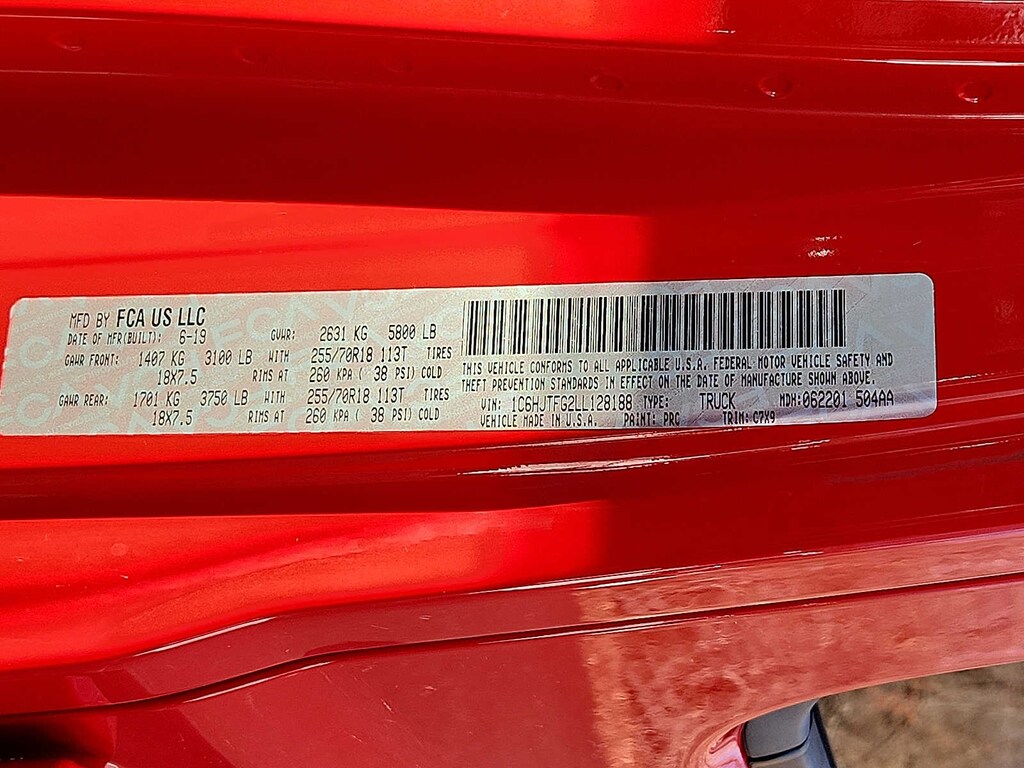 MFD BY FCA US LLC
DATE OF MFR(BUILT): 6-19 GVWR: 2631 KG 5800 LB
GAWR FRONT: 1407 KG 3100 LB WITH 255/70R18 113T TIRES
18X7.5 RIMS AT 260 KPA ( 38 PSI) COLD
GAWR REAR: 1701 KG 3750 LB WITH 255/70R18 113T TIRES
18X7.5 RIMS AT 260 KPA ( 38 PSI) COLD
THIS VEHICLE CONFORMS TO ALL APPLICABLE U.S.A. FEDERAL MOTOR VEHICLE SAFETY AND
THEFT PREVENTION STANDARDS IN EFFECT ON THE DATE OF MANUFACTURE SHOWN ABOVE.
VIN: 1C6HJTFG2LL128188 TYPE: TRUCK MDH:062201 504AA
VEHICLE MADE IN U.S.A. PAINT: PRC TRIM: C7X9